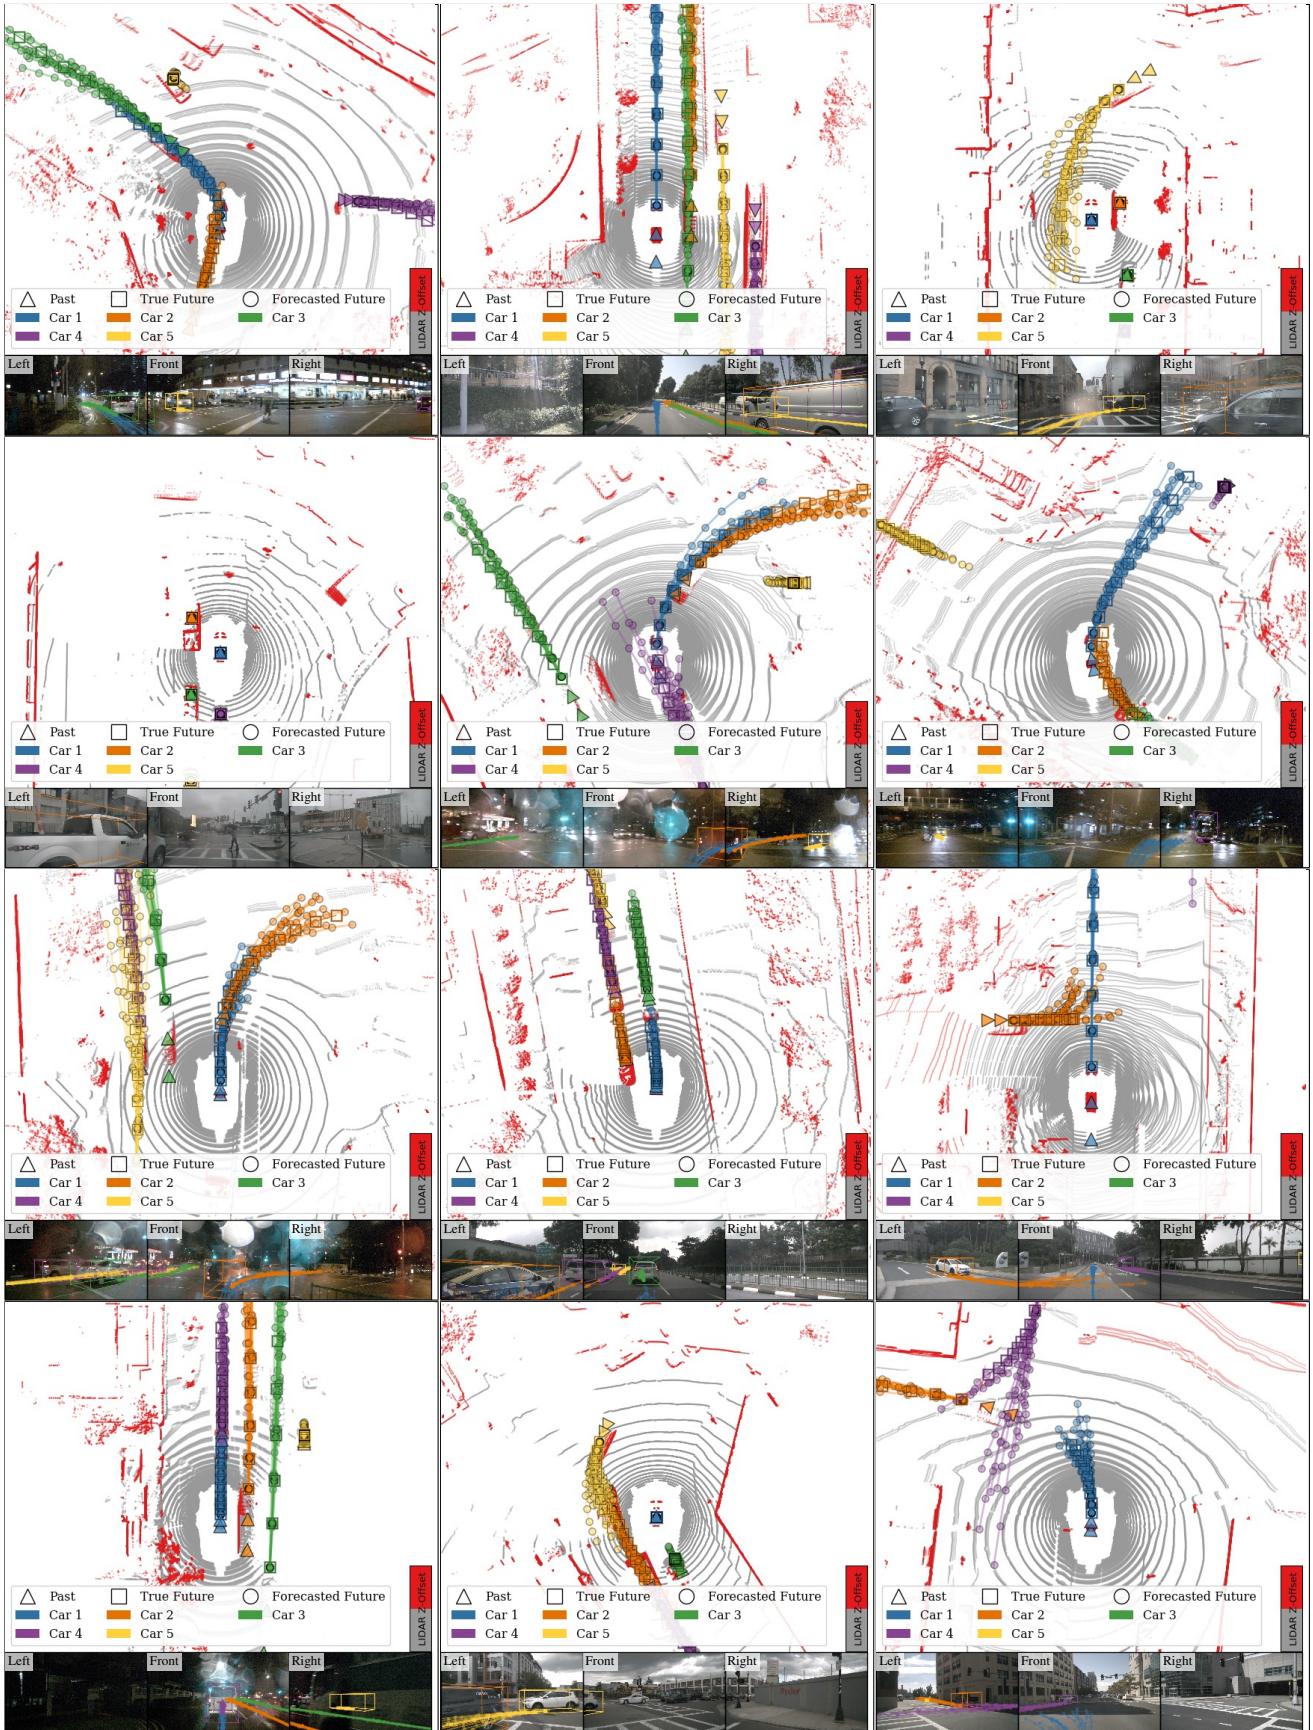 LIDAR Z-Offset
Past True Future Forecasted Future
Car 1 Car 2 Car 3
Car 4 Car 5
Left Front Right
LIDAR Z-Offset
Past True Future Forecasted Future
Car 1 Car 2 Car 3
Car 4 Car 5
Left Front Right
LIDAR Z-Offset
Past True Future Forecasted Future
Car 1 Car 2 Car 3
Car 4 Car 5
Left Front Right
LIDAR Z-Offset
Past True Future Forecasted Future
Car 1 Car 2 Car 3
Car 4 Car 5
Left Front Right
LIDAR Z-Offset
Past True Future Forecasted Future
Car 1 Car 2 Car 3
Car 4 Car 5
Left Front Right
LIDAR Z-Offset
Past True Future Forecasted Future
Car 1 Car 2 Car 3
Car 4 Car 5
Left Front Right
LIDAR Z-Offset
Past True Future Forecasted Future
Car 1 Car 2 Car 3
Car 4 Car 5
Left Front Right
LIDAR Z-Offset
Past True Future Forecasted Future
Car 1 Car 2 Car 3
Car 4 Car 5
Left Front Right
LIDAR Z-Offset
Past True Future Forecasted Future
Car 1 Car 2 Car 3
Car 4 Car 5
Left Front Right
LIDAR Z-Offset
Past True Future Forecasted Future
Car 1 Car 2 Car 3
Car 4 Car 5
Left Front Right
LIDAR Z-Offset
Past True Future Forecasted Future
Car 1 Car 2 Car 3
Car 4 Car 5
Left Front Right
LIDAR Z-Offset
Past True Future Forecasted Future
Car 1 Car 2 Car 3
Car 4 Car 5
Left Front Right